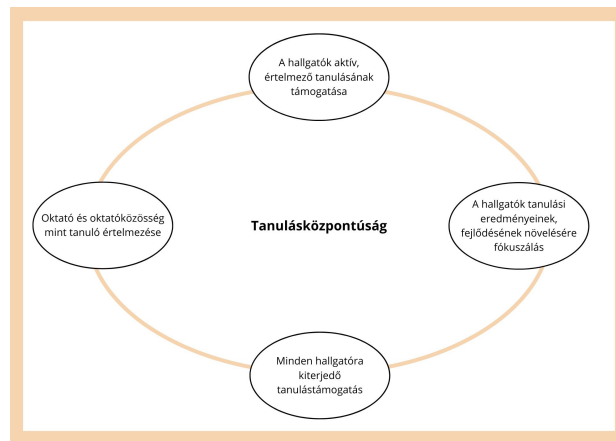 A hallgatók aktív,
értelmező tanulásának
támogatása
Oktató és oktatóközösség
mint tanuló értelmezése
Tanulásközpontúság
A hallgatók tanulási
eredményeinek,
fejlődésének növelésére
fókuszálás
Minden hallgatóra
kiterjedő
tanulástámogatás